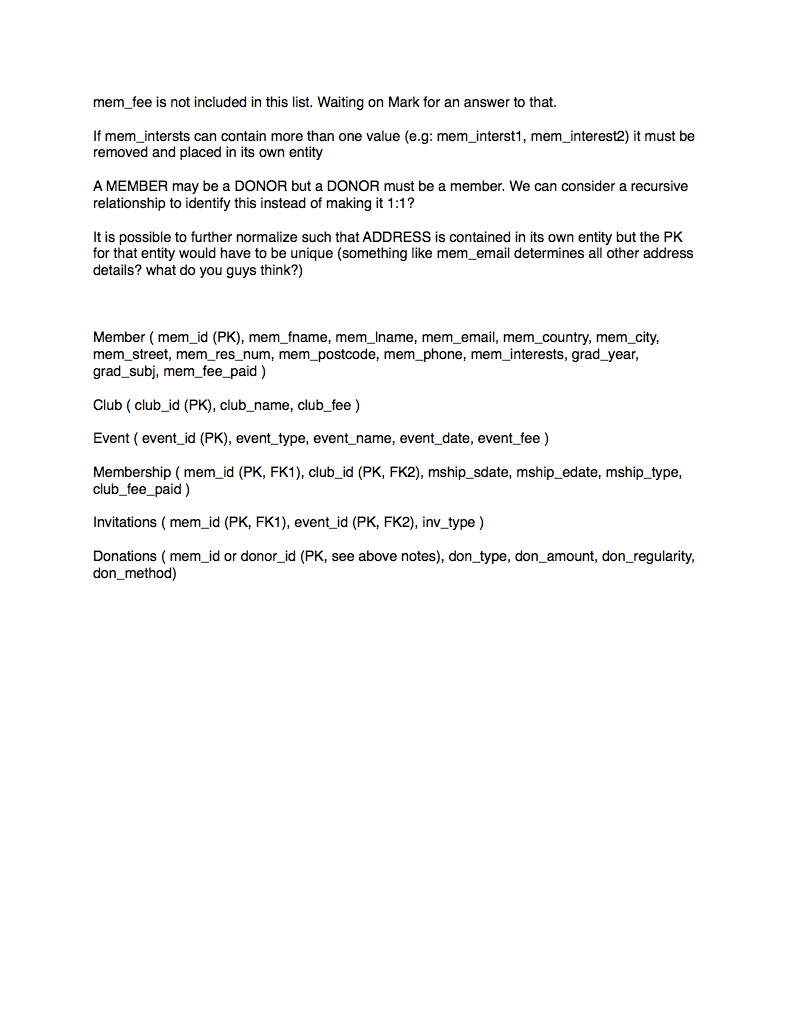 mem_fee is not included in this list. Waiting on Mark for an answer to that.
If mem_intersts can contain more than one value (e.g: mem_interst1, mem_interest2) it must be
removed and placed in its own entity
A MEMBER may be a DONOR but a DONOR must be a member. We can consider a recursive
relationship to identify this instead of making it 1:1?
It is possible to further normalize such that ADDRESS is contained in its own entity but the PK
for that entity would have to be unique (something like mem_email determines all other address
details? what do you guys think?)
Member ( mem_id (PK), mem_fname, mem_lname, mem_email, mem_country, mem_city,
mem_street, mem_res_num, mem_postcode, mem_phone, mem_interests, grad_year,
grad_subj, mem_fee_paid )
Club ( club_id (PK), club_name, club_fee )
Event ( event_id (PK), event_type, event_name, event_date, event_fee )
Membership ( mem_id (PK, FK1), club_id (PK, FK2), mship_sdate, mship_edate, mship_type,
club_fee_paid )
Invitations ( mem_id (PK, FK1), event_id (PK, FK2), inv_type )
Donations ( mem_id or donor_id (PK, see above notes), don_type, don_amount, don_regularity,
don_method)